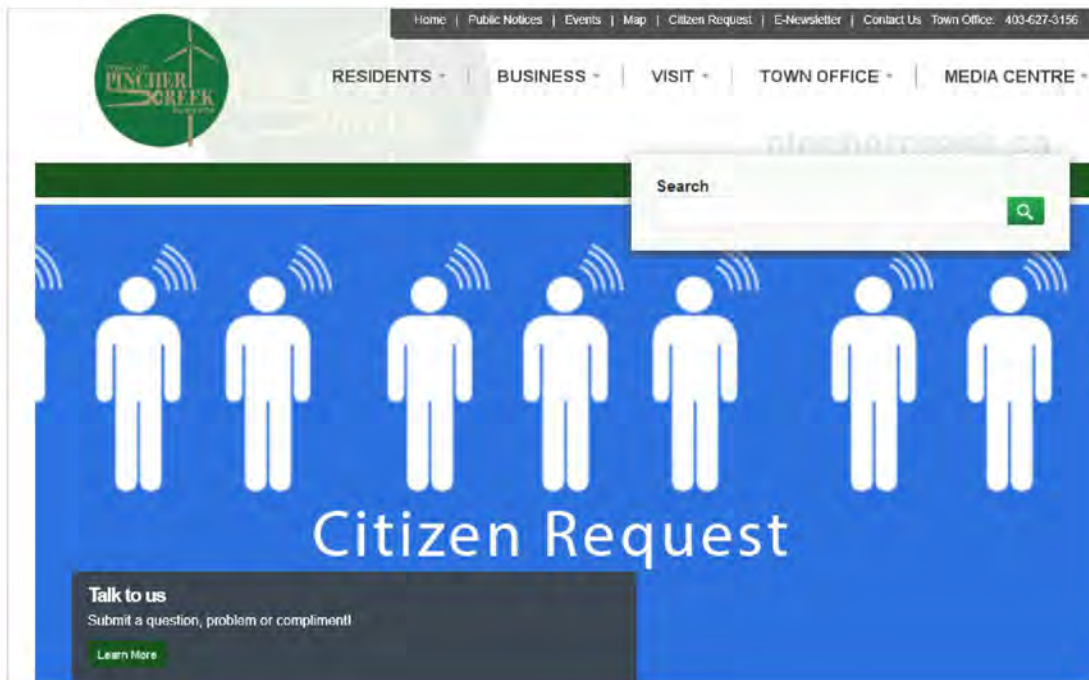 Home | Public Notices | Events | Map | Citizen Request | E-Newsletter | Contact Us Town Office: 403-627-3156
PINCHER
CREEK
RESIDENTS
BUSINESS
VISIT
TOWN OFFICE
MEDIA CENTRE
Search
Citizen Request
Talk to us
Submit a question, problem or compliment!
Learn More